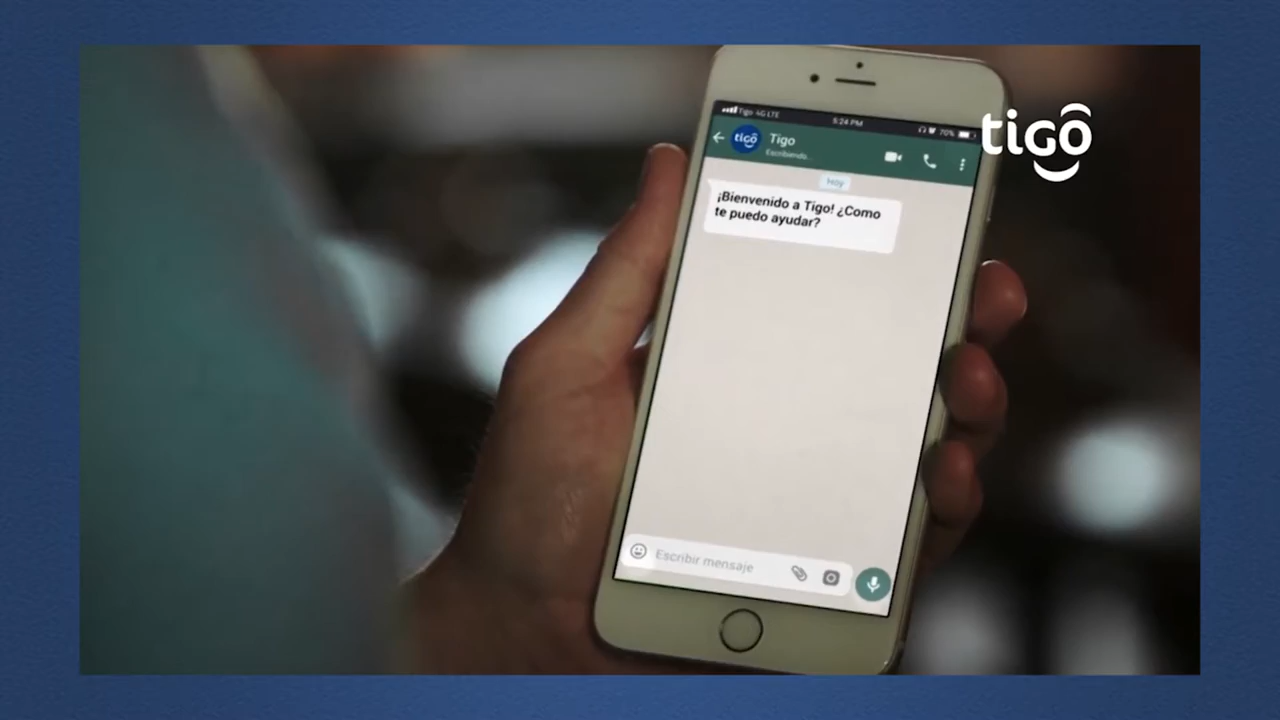 Tigo 4G LTE 5:24 PM 70%
tigo Tigo
Escribiendo...
tigo
Hoy
¡Bienvenido a Tigo! ¿Como
te puedo ayudar?
Escribir mensaje